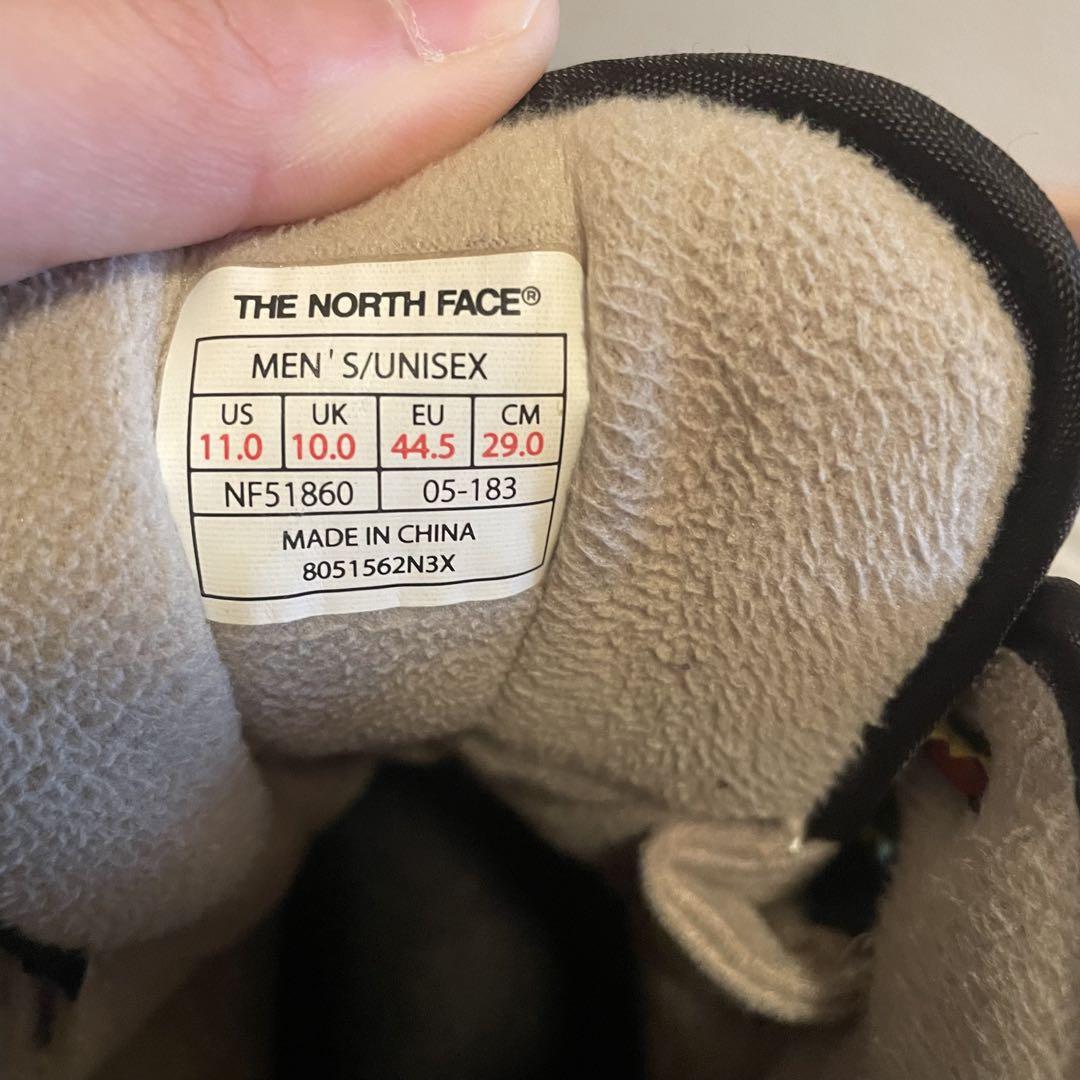 THE NORTH FACE®
MEN'S/UNISEX
US UK EU CM
11.0 10.0 44.5 29.0
NF51860 05-183
MADE IN CHINA
8051562N3X